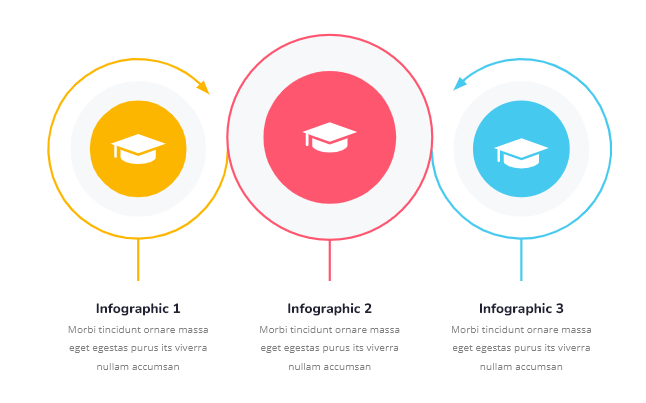 Infographic 1
Morbi tincidunt ornare massa
eget egestas purus its viverra
nullam accumsan
Infographic 2
Morbi tincidunt ornare massa
eget egestas purus its viverra
nullam accumsan
Infographic 3
Morbi tincidunt ornare massa
eget egestas purus its viverra
nullam accumsan